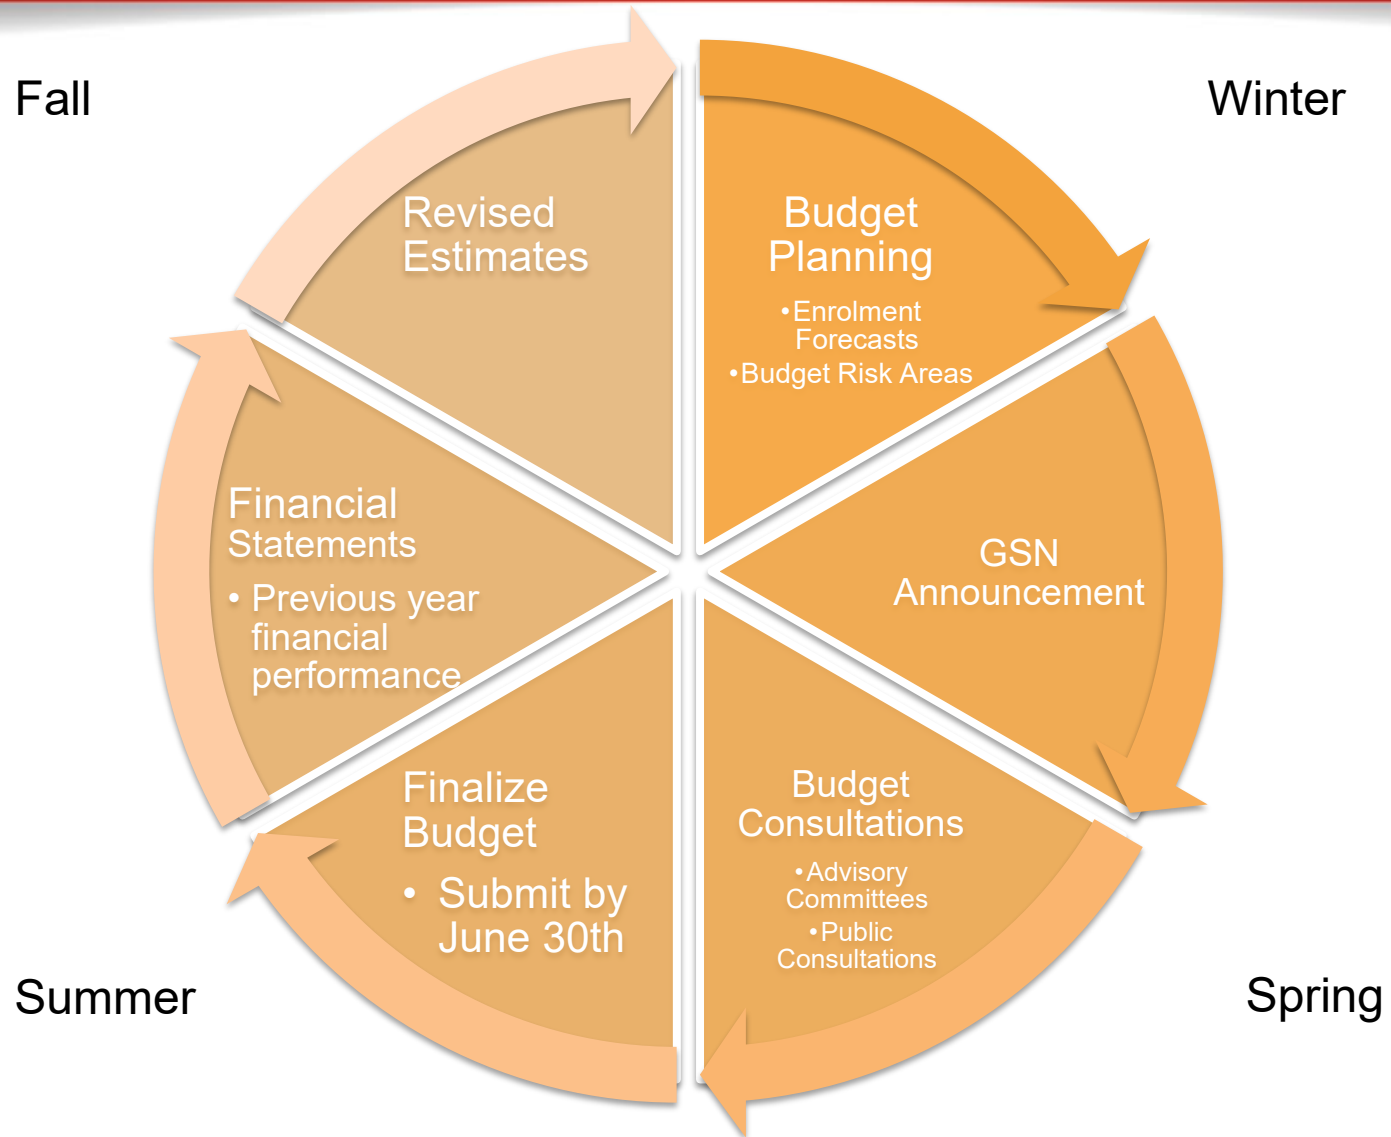 Fall
Winter
Revised
Estimates
Budget
Planning
•Enrolment
Forecasts
•Budget Risk Areas
GSN
Announcement
Budget
Consultations
•Advisory
Committees
•Public
Consultations
Finalize
Budget
• Submit by
June 30th
Financial
Statements
• Previous year
financial
performance
Summer
Spring